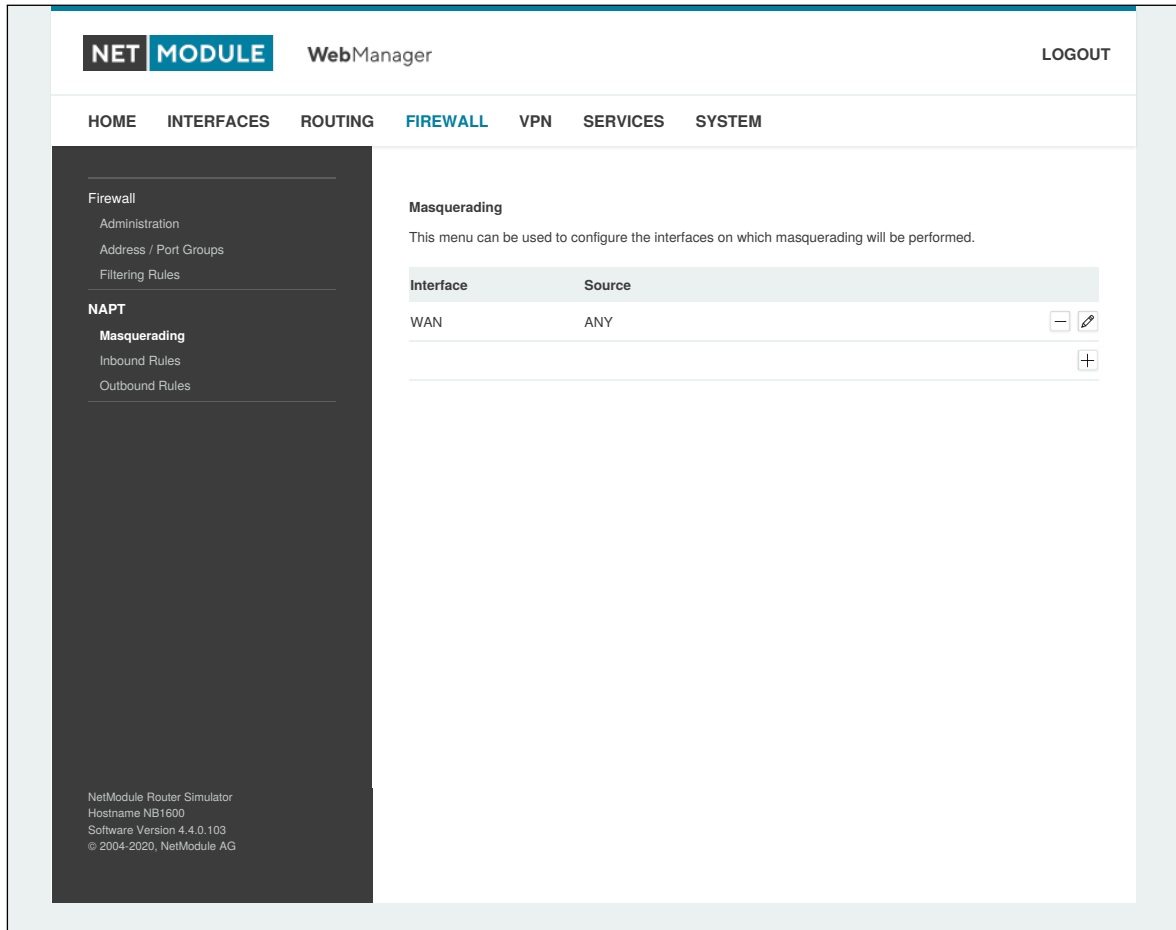 NET MODULE WebManager LOGOUT
HOME INTERFACES ROUTING FIREWALL VPN SERVICES SYSTEM
Firewall
Administration
Address / Port Groups
Filtering Rules
NAPT
Masquerading
Inbound Rules
Outbound Rules
Masquerading
This menu can be used to configure the interfaces on which masquerading will be performed.
Interface Source
WAN ANY
NetModule Router Simulator
Hostname NB1600
Software Version 4.4.0.103
© 2004-2020, NetModule AG